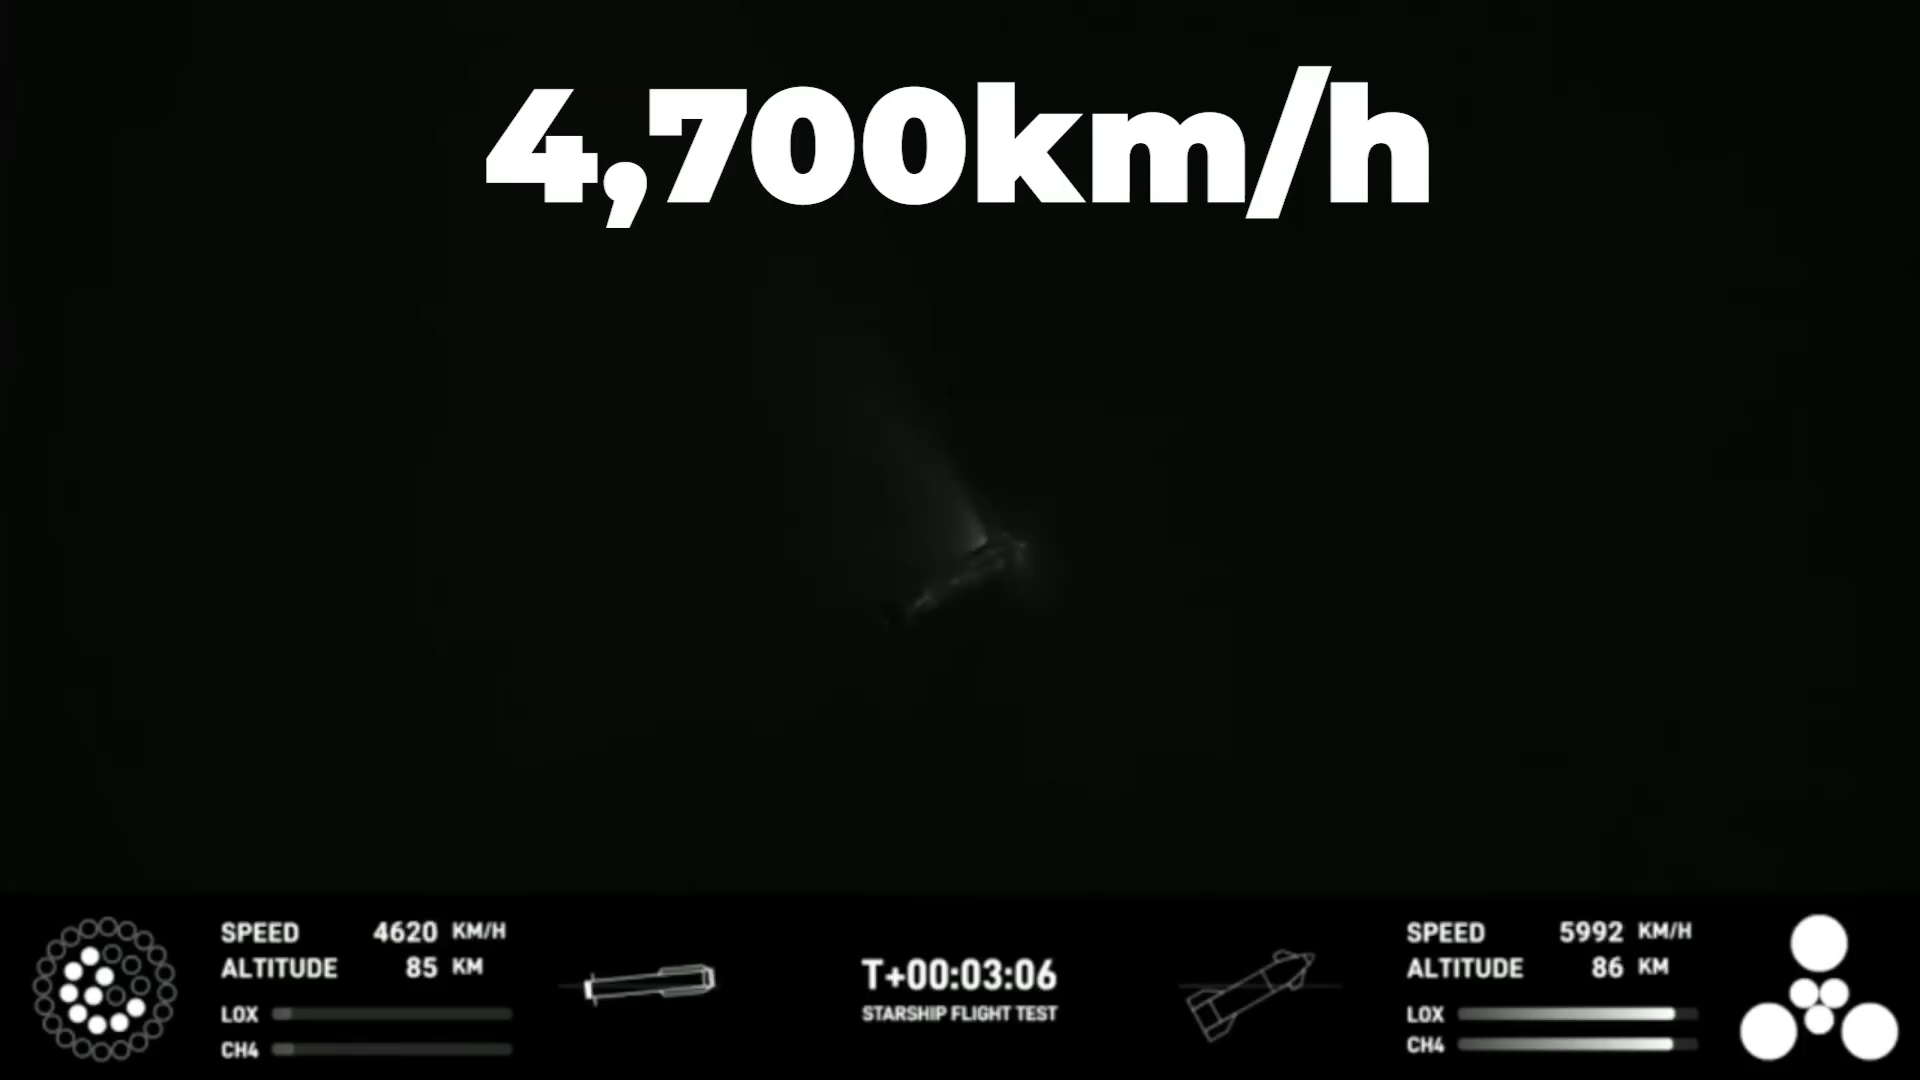 4,700km/h
SPEED 4620 KM/H
ALTITUDE 85 KM
LOX
CH4
T+00:03:06
STARSHIP FLIGHT TEST
SPEED 5992 KM/H
ALTITUDE 86 KM
LOX
CH4